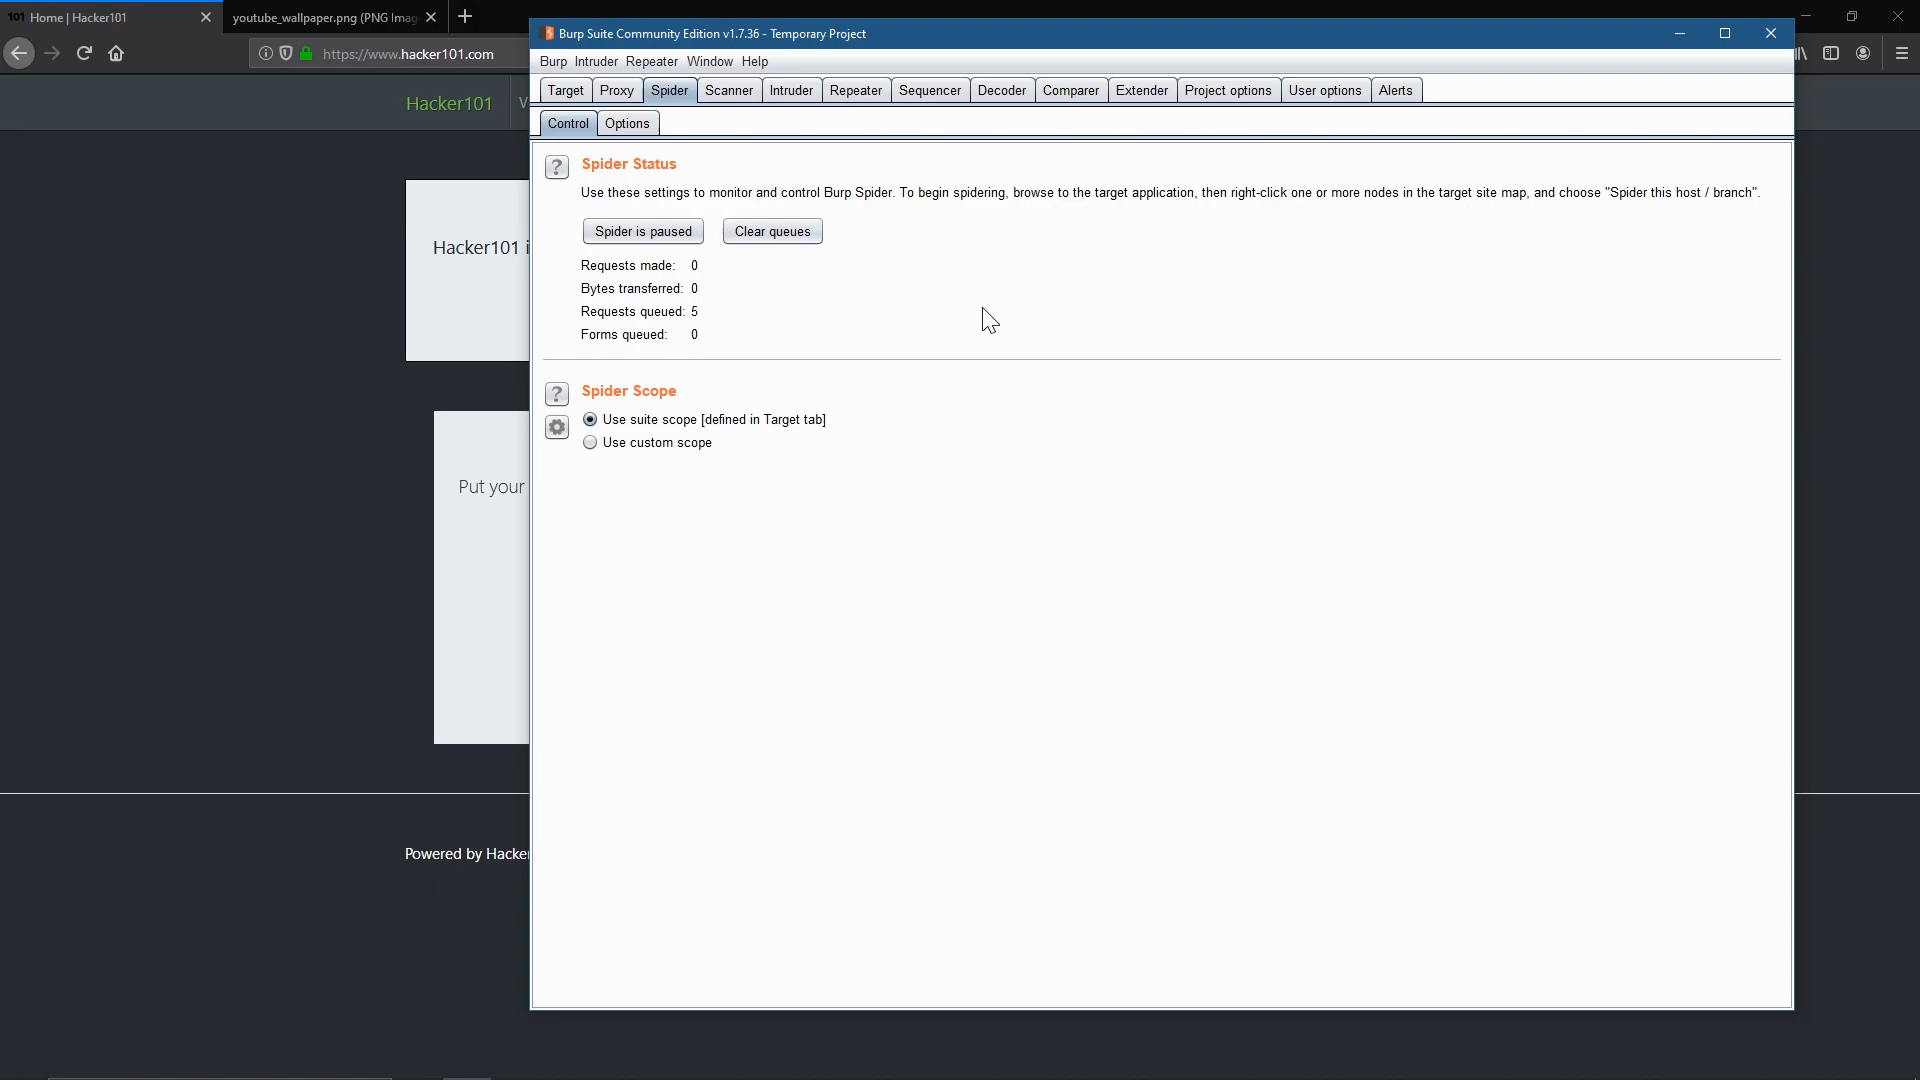 101 Home | Hacker101
youtube_wallpaper.png (PNG Imag
https://www.hacker101.com
Hacker101
V
Hacker101 i
Put your
Powered by Hacker
Burp Suite Community Edition v1.7.36 - Temporary Project
Burp Intruder Repeater Window Help
Target Proxy Spider Scanner Intruder Repeater Sequencer Decoder Comparer Extender Project options User options Alerts
Control Options
? Spider Status
Use these settings to monitor and control Burp Spider. To begin spidering, browse to the target application, then right-click one or more nodes in the target site map, and choose "Spider this host / branch".
Spider is paused Clear queues
Requests made: 0
Bytes transferred: 0
Requests queued: 5
Forms queued: 0
? Spider Scope
Use suite scope [defined in Target tab]
Use custom scope